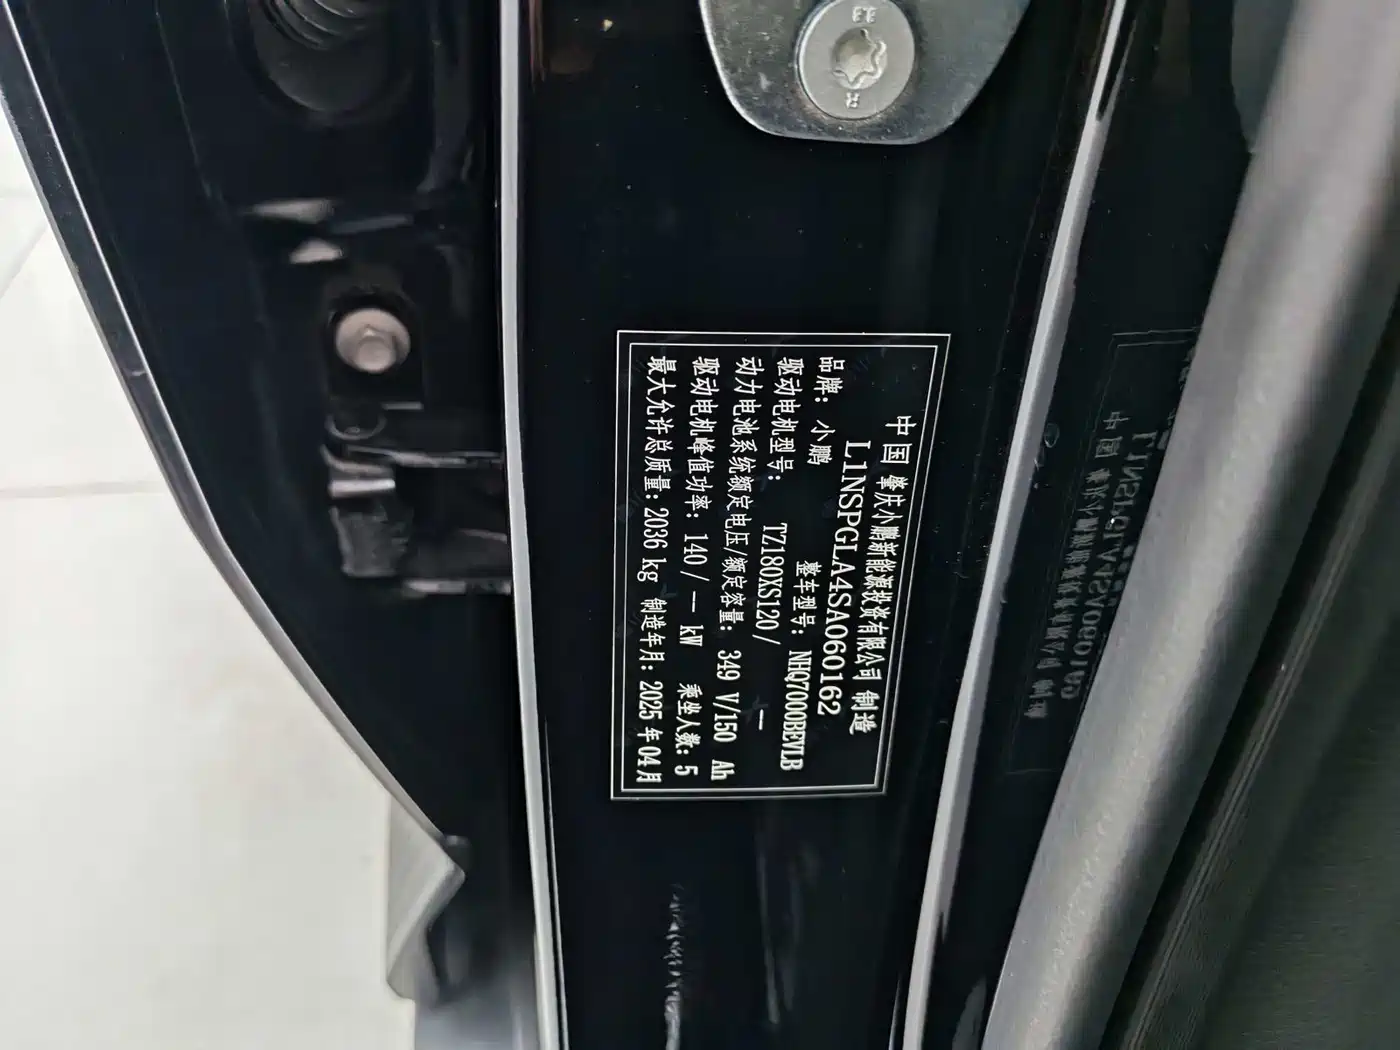 中国 肇庆小鹏新能源投资有限公司 制造
L1NSPGLA4SA060162
品牌：小鹏 整车型号：NHQ7000BEVLB
驱动电机型号： TZ180XS120/ —
动力电池系统额定电压/额定容量： 349 V/150 Ah
驱动电机峰值功率：140/ — kW 乘坐人数：5
最大允许总质量：2036 kg 制造年月：2025 年 04月